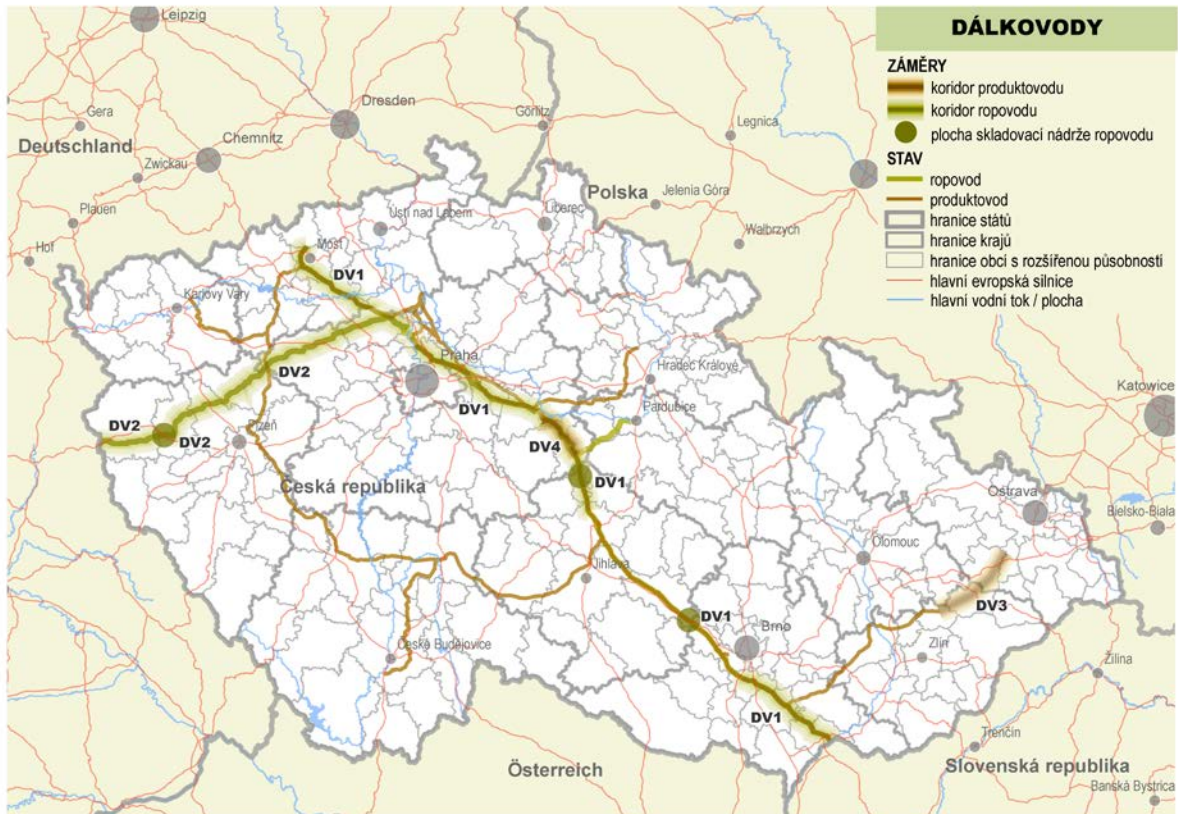 DÁLKOVODY
ZÁMĚRY
koridor produktovodu
koridor ropovodu
plocha skladovací nádrže ropovodu
STAV
ropovod
produktovod
hranice států
hranice krajů
hranice obcí s rozšířenou působností
hlavní evropská silnice
hlavní vodní tok / plocha
Leipzig
Dresden
Görlitz
Legnica
Gera
Deutschland
Chemnitz
Zwickau
Polska
Jelenia Góra
Plauen
Ústí nad Labem
Liberec
Wałbrzych
Hof
Most
DV1
Karlovy Vary
Praha
Hradec Králové
DV2
Katowice
DV1
Pardubice
DV2
DV2
Plzeň
DV4
Česká republika
DV1
Ostrava
Bielsko-Biala
Olomouc
Jihlava
DV3
DV1
Brno
České Budějovice
Zlín
Žilina
DV1
Trenčín
Österreich
Slovenská republika
Banská Bystrica